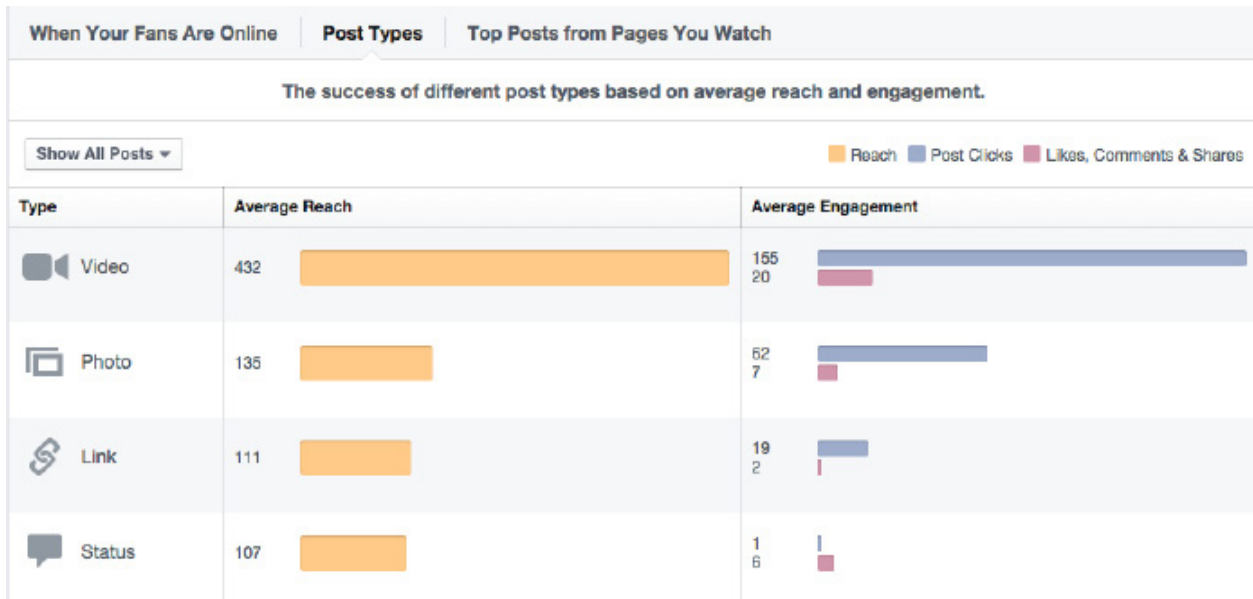 When Your Fans Are Online Post Types Top Posts from Pages You Watch
The success of different post types based on average reach and engagement.
Show All Posts Reach Post Clicks Likes, Comments & Shares
Type Average Reach Average Engagement
Video 432 155
20
Photo 135 62
7
Link 111 19
2
Status 107 1
6